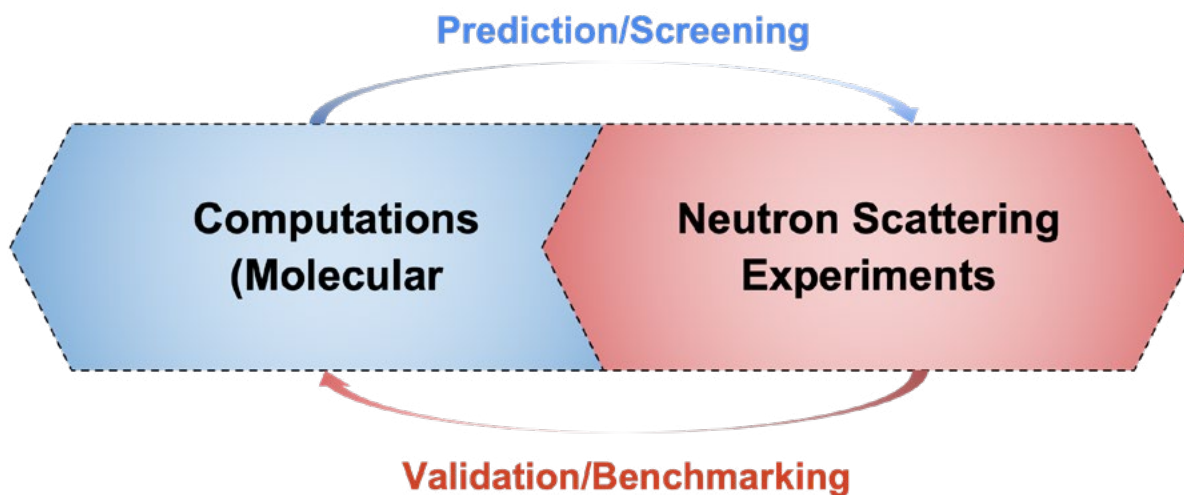 Prediction/Screening
Computations
(Molecular
Neutron Scattering
Experiments
Validation/Benchmarking